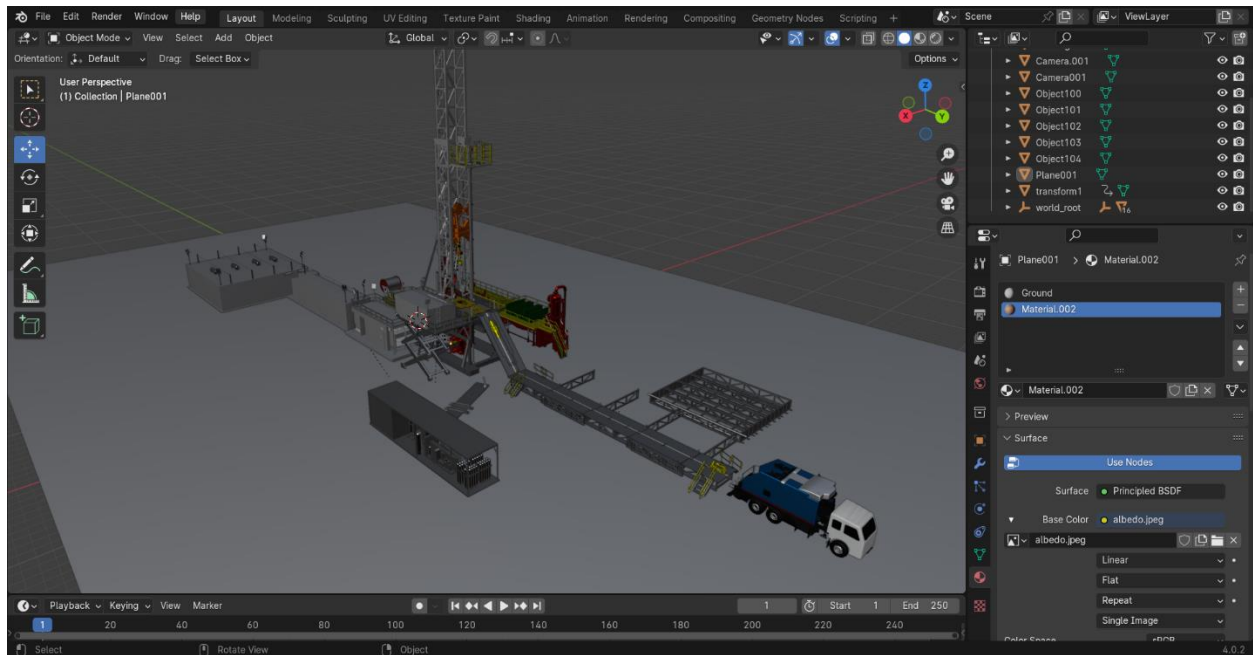 File Edit Render Window Help Layout Modeling Sculpting UV Editing Texture Paint Shading Animation Rendering Compositing Geometry Nodes Scripting + Scene ViewLayer
Object Mode View Select Add Object Global
Orientation: Default Drag: Select Box Options
User Perspective
(1) Collection | Plane001
X
Y
Z
Camera.001
Camera001
Object100
Object101
Object102
Object103
Object104
Plane001
transform1
world_root 16
Plane001 > Material.002
Ground
Material.002
Material.002
Preview
Surface
Use Nodes
Surface Principled BSDF
Base Color albedo.jpeg
albedo.jpeg
Linear
Flat
Repeat
Single Image
Color Space sRGB
Playback Keying View Marker 1 Start 1 End 250
1 20 40 60 80 100 120 140 160 180 200 220 240
Select Rotate View Object 4.0.2